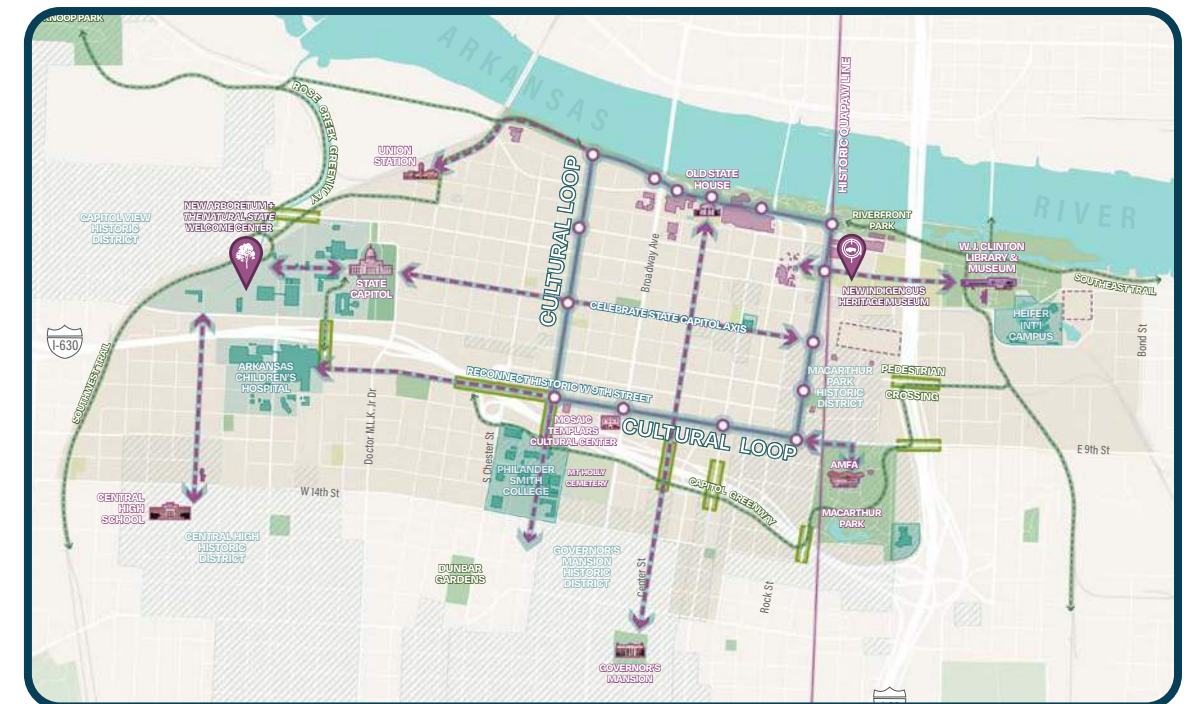 KNOOP PARK
ARKANSAS
RIVER
ROSE CREEK GREENWAY
HISTORIC QUAPAW LINE
UNION
STATION
OLD STATE
HOUSE
CULTURAL LOOP
Broadway Ave
NEW ARBORETUM +
THE NATURAL STATE
WELCOME CENTER
CAPITOL VIEW
HISTORIC
DISTRICT
RIVERFRONT
PARK
W. J. CLINTON
LIBRARY &
MUSEUM
SOUTHEAST TRAIL
STATE
CAPITOL
NEW INDIGENOUS
HERITAGE MUSEUM
CELEBRATE STATE CAPITOL AXIS
HEIFER
INT'L
CAMPUS
Bond St
I-630
SOUTHWEST TRAIL
ARKANSAS
CHILDREN'S
HOSPITAL
RECONNECT HISTORIC W 9TH STREET
MACARTHUR
PARK
HISTORIC
DISTRICT
PEDESTRIAN
CROSSING
Doctor M.L.K. Jr Dr
S Chester St
MOSAIC
TEMPLARS
CULTURAL CENTER
CULTURAL LOOP
E 9th St
PHILANDER
SMITH
COLLEGE
MT HOLLY
CEMETERY
AMFA
CAPITOL GREENWAY
W 14th St
CENTRAL
HIGH
SCHOOL
MACARTHUR
PARK
CENTRAL HIGH
HISTORIC
DISTRICT
GOVERNOR'S
MANSION
HISTORIC
DISTRICT
DUNBAR
GARDENS
Center St
Rock St
GOVERNOR'S
MANSION